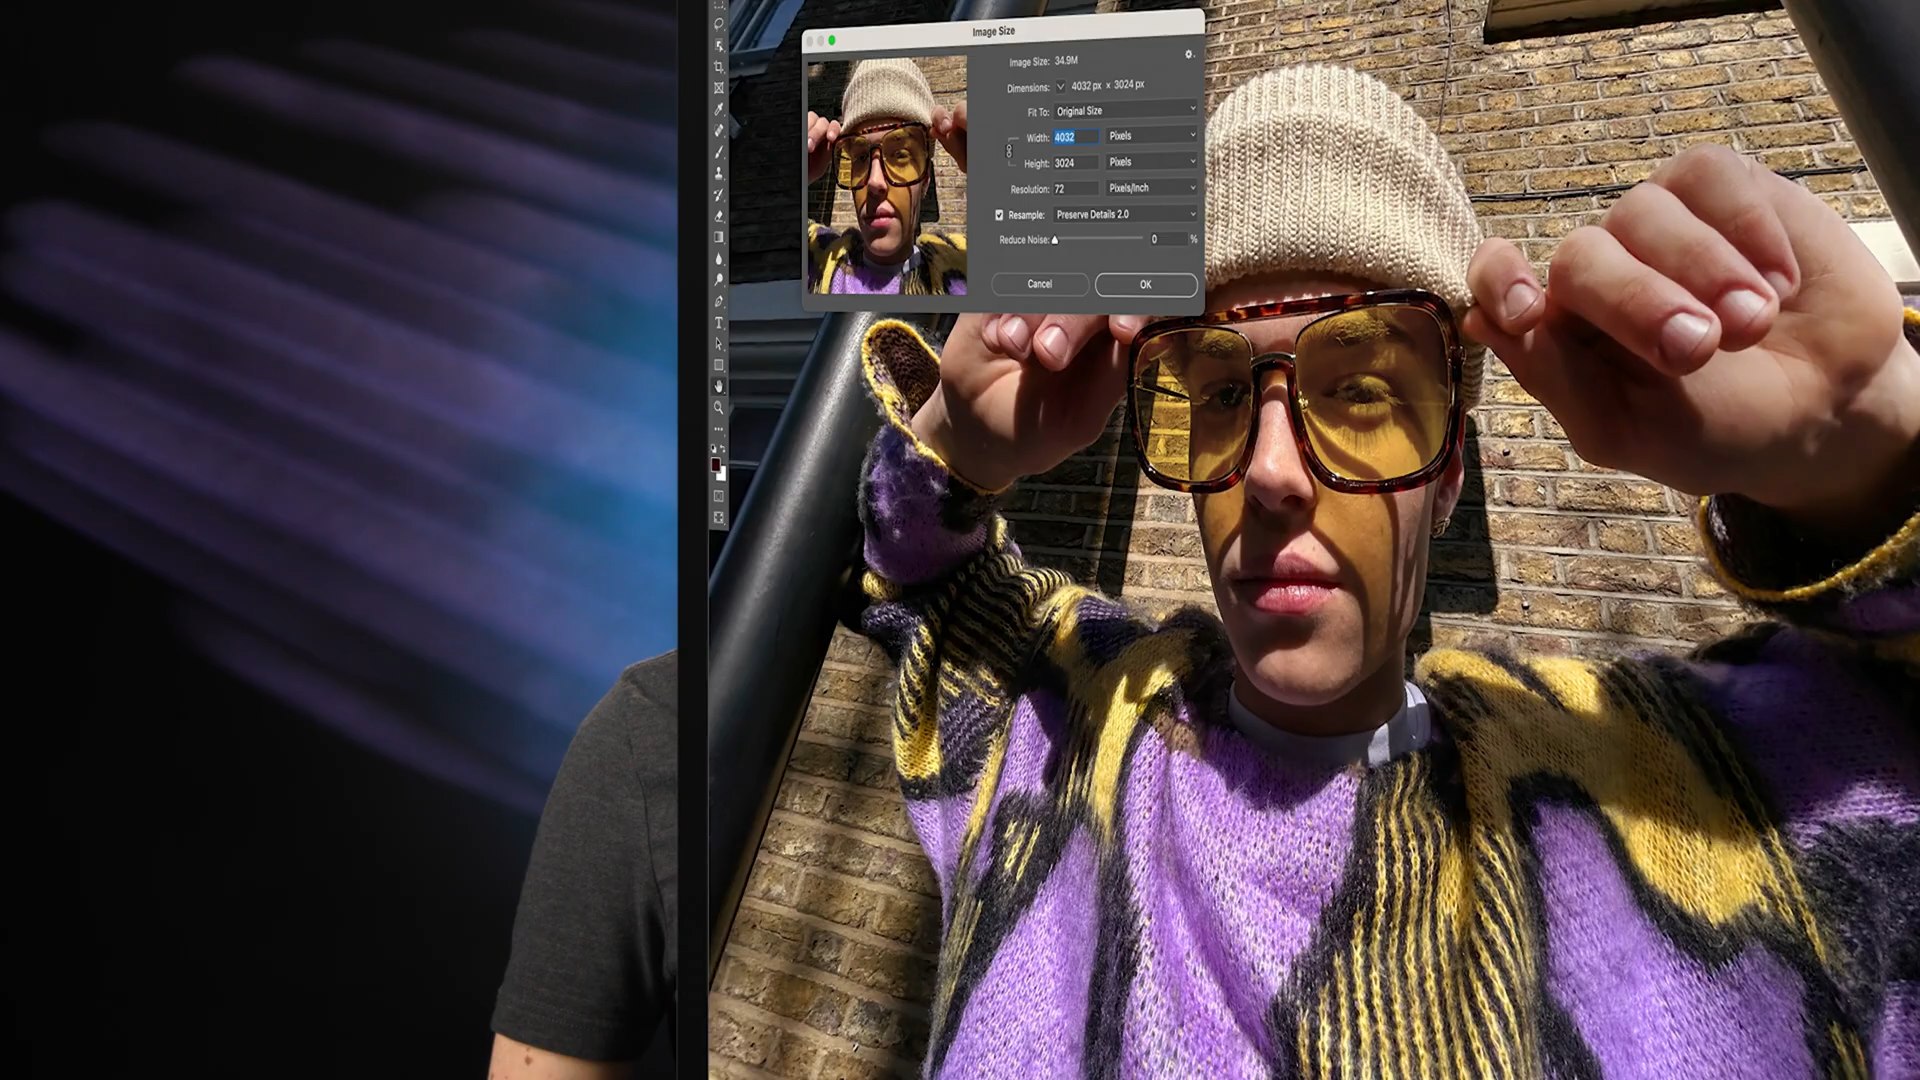 Image Size
Image Size: 34.9M
Dimensions: 4032 px × 3024 px
Fit To: Original Size
Width: 4032 Pixels
Height: 3024 Pixels
Resolution: 72 Pixels/Inch
Resample: Preserve Details 2.0
Reduce Noise: 0 %
Cancel OK